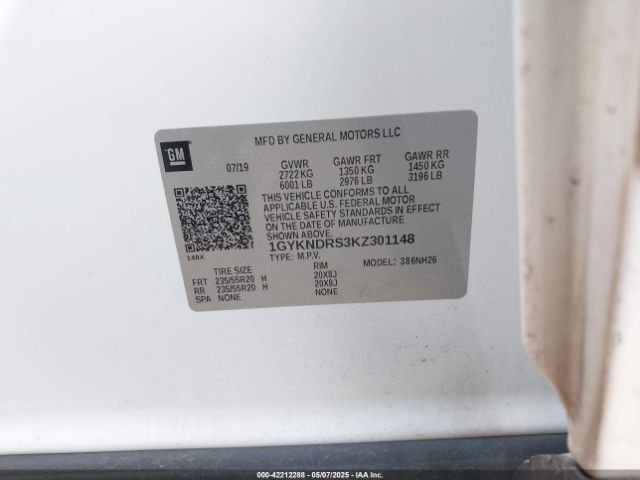 GM
MFD BY GENERAL MOTORS LLC
07/19 GVWR GAWR FRT GAWR RR
2722 KG 1350 KG 1450 KG
6001 LB 2976 LB 3196 LB
THIS VEHICLE CONFORMS TO ALL
APPLICABLE U.S. FEDERAL MOTOR
VEHICLE SAFETY STANDARDS IN EFFECT
ON THE DATE OF MANUFACTURE
SHOWN ABOVE.
1GYKNDRS3KZ301148
140X TYPE: M.P.V. MODEL: 386NH26
TIRE SIZE RIM
FRT 235/55R20 H 20X8J
RR 235/55R20 H 20X8J
SPA NONE NONE
000-42212288 - 05/07/2025 - IAA Inc.